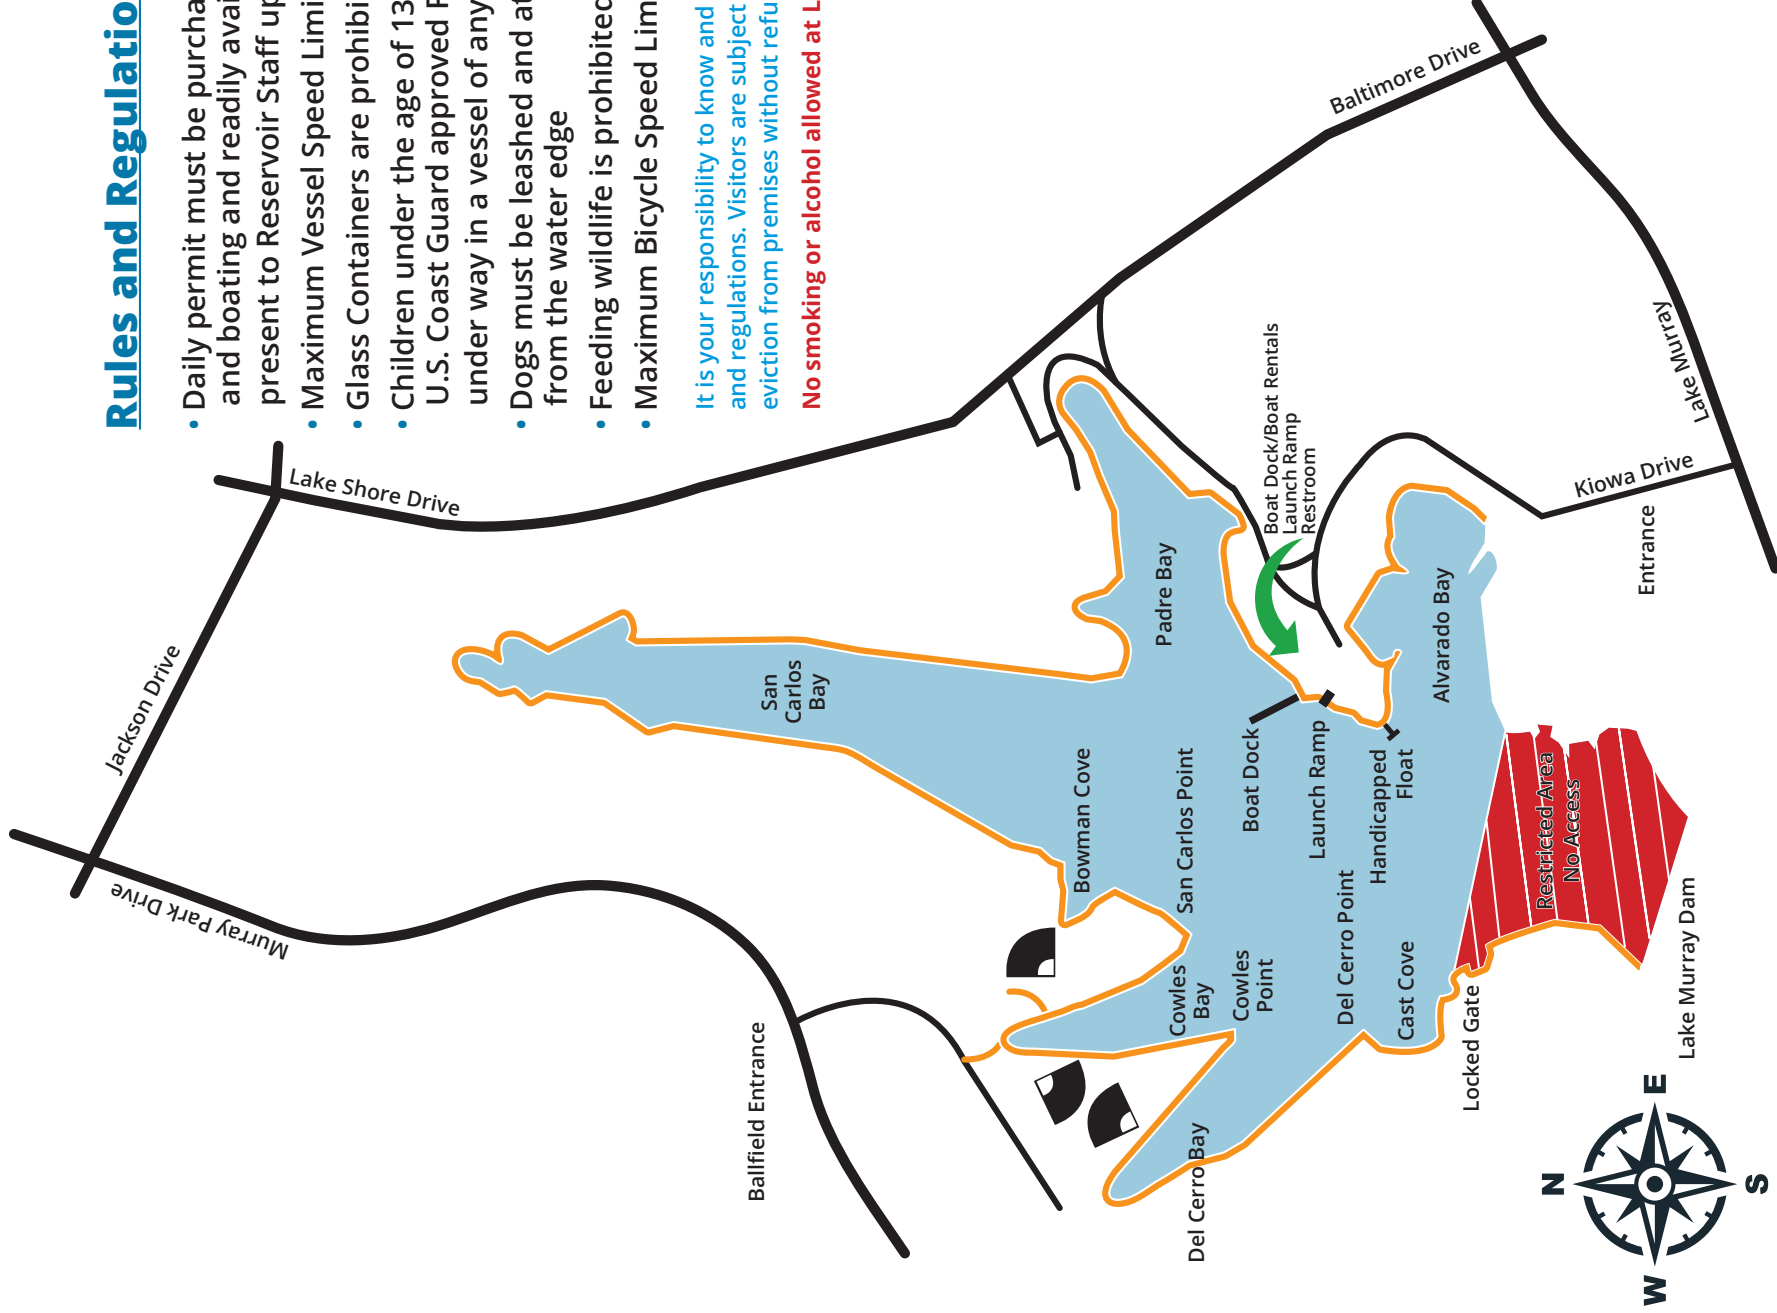 Rules and Regulatio
• Daily permit must be purcha
and boating and readily avai
present to Reservoir Staff up
• Maximum Vessel Speed Limi
• Glass Containers are prohibi
• Children under the age of 13
U.S. Coast Guard approved P
under way in a vessel of any
• Dogs must be leashed and at
from the water edge
• Feeding wildlife is prohibited
• Maximum Bicycle Speed Lim
It is your responsibility to know and
and regulations. Visitors are subject
eviction from premises without refu
No smoking or alcohol allowed at L
Jackson Drive
Lake Shore Drive
Murray Park Drive
Baltimore Drive
Lake Murray
Kiowa Drive
Entrance
Ballfield Entrance
San
Carlos
Bay
Padre Bay
Boat Dock/Boat Rentals
Launch Ramp
Restroom
Alvarado Bay
Bowman Cove
San Carlos Point
Boat Dock
Launch Ramp
Handicapped
Float
Cowles
Bay
Cowles
Point
Del Cerro Point
Cast Cove
Del Cerro Bay
Locked Gate
Restricted Area
No Access
Lake Murray Dam
N
E
S
W